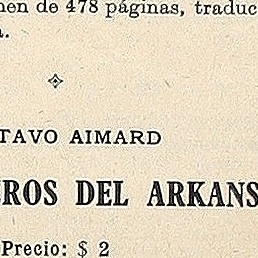 men de 478 páginas, traduc
a.
TAVO AIMARD
EROS DEL ARKANS
Precio: $ 2